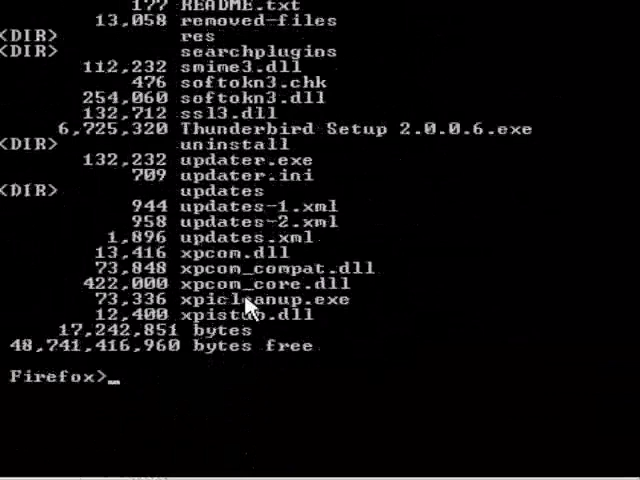 177 README.txt
13,058 removed-files
<DIR> res
<DIR> searchplugins
112,232 smime3.dll
476 softokn3.chk
254,060 softokn3.dll
132,712 ssl3.dll
6,725,320 Thunderbird Setup 2.0.0.6.exe
<DIR> uninstall
132,232 updater.exe
709 updater.ini
<DIR> updates
944 updates-1.xml
958 updates-2.xml
1,896 updates.xml
13,416 xpcom.dll
73,848 xpcom_compat.dll
422,000 xpcom_core.dll
73,336 xpicleanup.exe
12,400 xpistub.dll
17,242,851 bytes
48,741,416,960 bytes free
Firefox>_